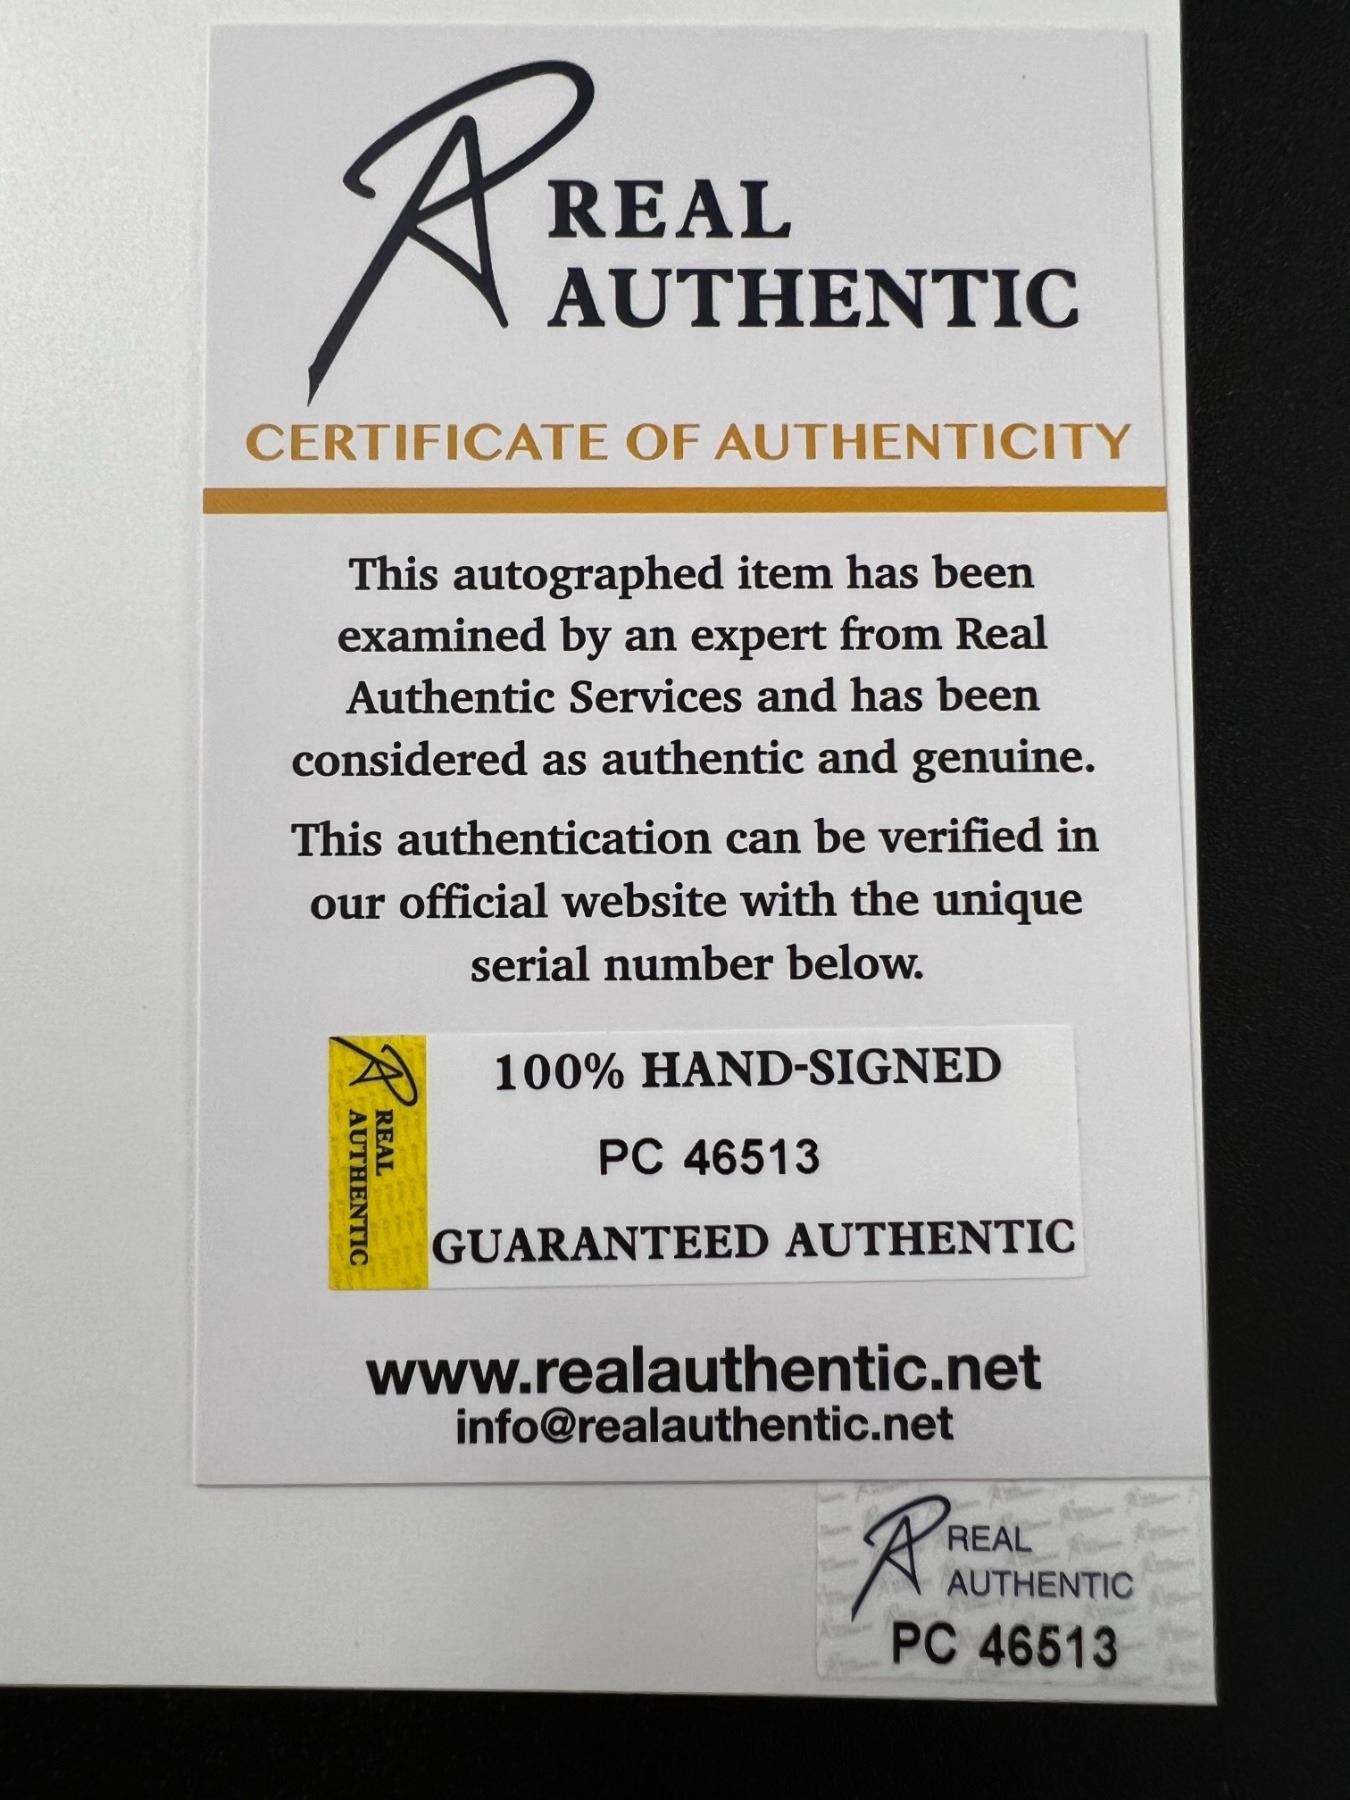 REAL
AUTHENTIC
CERTIFICATE OF AUTHENTICITY
This autographed item has been
examined by an expert from Real
Authentic Services and has been
considered as authentic and genuine.
This authentication can be verified in
our official website with the unique
serial number below.
REAL
AUTHENTIC
100% HAND-SIGNED
PC 46513
GUARANTEED AUTHENTIC
www.realauthentic.net
info@realauthentic.net
REAL
AUTHENTIC
PC 46513